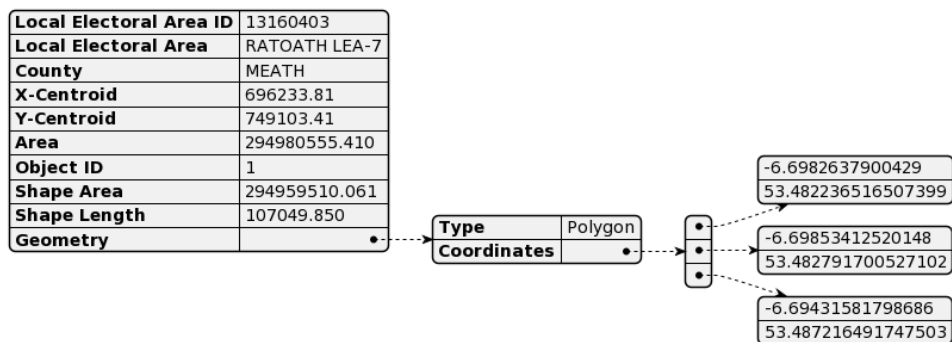 Local Electoral Area ID 13160403
Local Electoral Area RATOATH LEA-7
County MEATH
X-Centroid 696233.81
Y-Centroid 749103.41
Area 294980555.410
Object ID 1
Shape Area 294959510.061
Shape Length 107049.850
Geometry
Type Polygon
Coordinates
-6.6982637900429
53.482236516507399
-6.69853412520148
53.482791700527102
-6.69431581798686
53.487216491747503